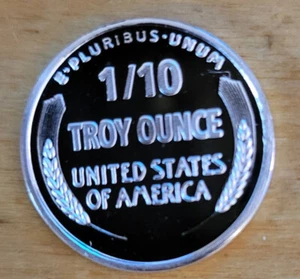 E·PLURIBUS·UNUM
1/10
TROY OUNCE
UNITED STATES
OF AMERICA